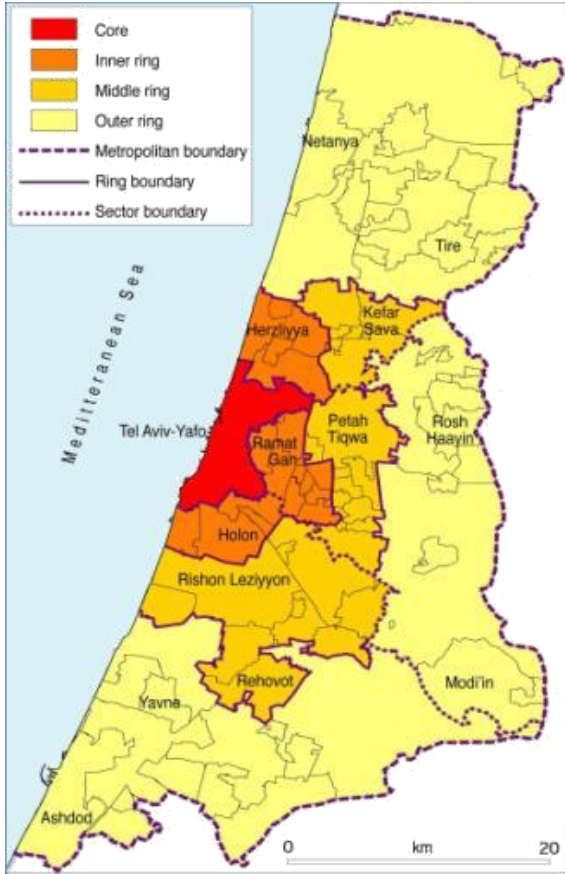 Core
Inner ring
Middle ring
Outer ring
Metropolitan boundary
Ring boundary
Sector boundary
Netanya
Tire
Mediterranean Sea
Herzliyya
Kefar
Sava
Tel Aviv-Yafo
Ramat
Gan
Petah
Tiqwa
Rosh
Haayin
Holon
Rishon Leziyyon
Rehovot
Modi'in
Yavne
Ashdod
0 km 20